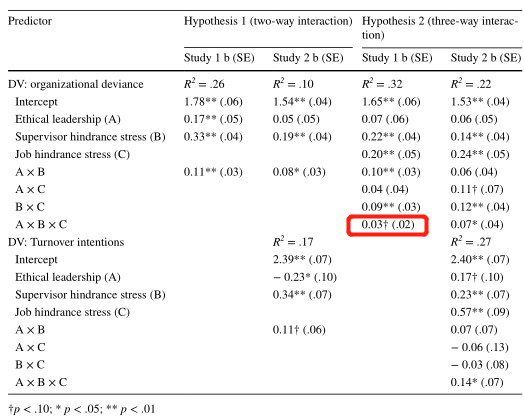 Predictor Hypothesis 1 (two-way interaction) Hypothesis 2 (three-way interac-
tion)
Study 1 b (SE) Study 2 b (SE) Study 1 b (SE) Study 2 b (SE)
DV: organizational deviance R² = .26 R² = .10 R² = .32 R² = .22
Intercept 1.78** (.06) 1.54** (.04) 1.65** (.06) 1.53** (.04)
Ethical leadership (A) 0.17** (.05) 0.05 (.05) 0.07 (.06) 0.06 (.05)
Supervisor hindrance stress (B) 0.33** (.04) 0.19** (.04) 0.22** (.04) 0.14** (.04)
Job hindrance stress (C) 0.20** (.05) 0.24** (.05)
A × B 0.11** (.03) 0.08* (.03) 0.10** (.03) 0.06 (.04)
A × C 0.04 (.04) 0.11† (.07)
B × C 0.09** (.03) 0.12** (.04)
A × B × C 0.03† (.02) 0.07* (.04)
DV: Turnover intentions R² = .17 R² = .27
Intercept 2.39** (.07) 2.40** (.07)
Ethical leadership (A) − 0.23* (.10) 0.17† (.10)
Supervisor hindrance stress (B) 0.34** (.07) 0.23** (.07)
Job hindrance stress (C) 0.57** (.09)
A × B 0.11† (.06) 0.07 (.07)
A × C − 0.06 (.13)
B × C − 0.03 (.08)
A × B × C 0.14* (.07)
†p < .10; * p < .05; ** p < .01